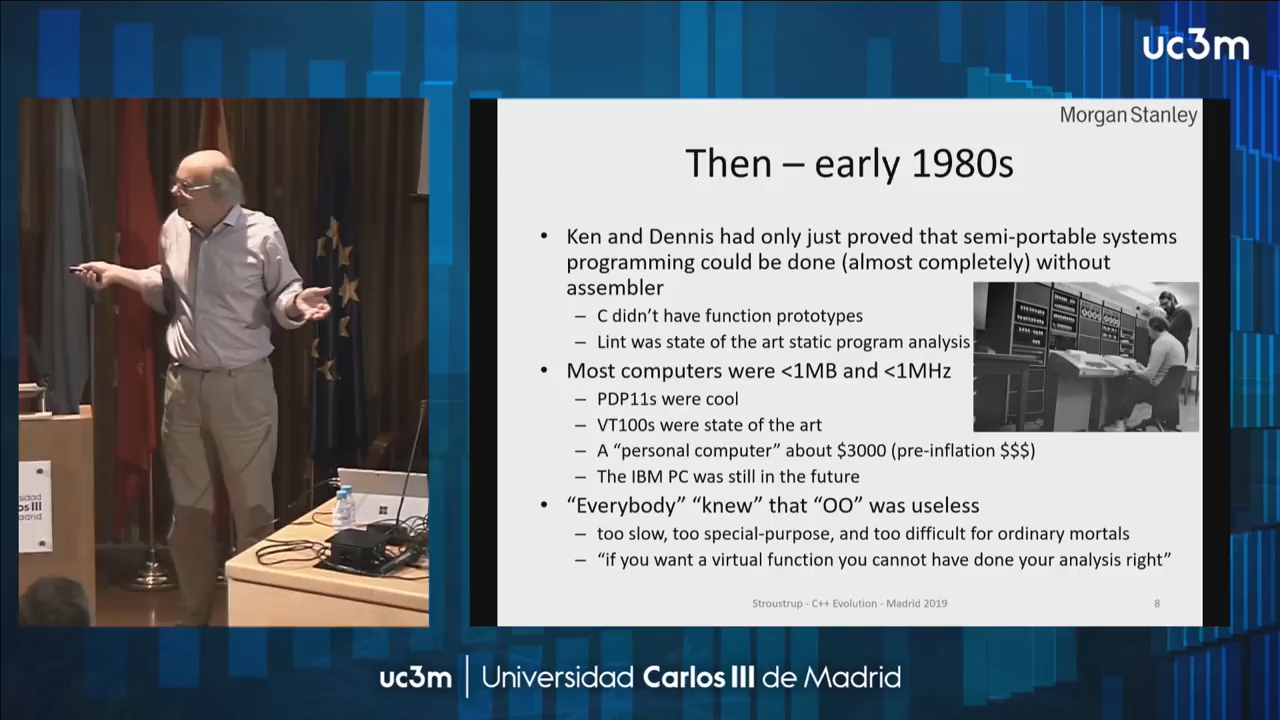 uc3m
Morgan Stanley
Then – early 1980s
• Ken and Dennis had only just proved that semi-portable systems
programming could be done (almost completely) without
assembler
– C didn’t have function prototypes
– Lint was state of the art static program analysis
• Most computers were <1MB and <1MHz
– PDP11s were cool
– VT100s were state of the art
– A “personal computer” about $3000 (pre-inflation $$$)
– The IBM PC was still in the future
• “Everybody” “knew” that “OO” was useless
– too slow, too special-purpose, and too difficult for ordinary mortals
– “if you want a virtual function you cannot have done your analysis right”
Stroustrup - C++ Evolution - Madrid 2019
8
sidad
os III
adrid
uc3m | Universidad Carlos III de Madrid